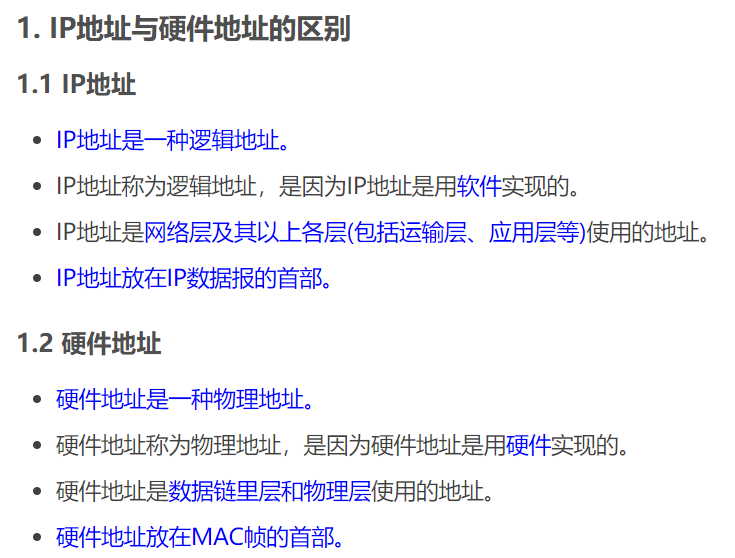 1. IP地址与硬件地址的区别
1.1 IP地址
• IP地址是一种逻辑地址。
• IP地址称为逻辑地址，是因为IP地址是用软件实现的。
• IP地址是网络层及其以上各层(包括运输层、应用层等)使用的地址。
• IP地址放在IP数据报的首部。
1.2 硬件地址
• 硬件地址是一种物理地址。
• 硬件地址称为物理地址，是因为硬件地址是用硬件实现的。
• 硬件地址是数据链里层和物理层使用的地址。
• 硬件地址放在MAC帧的首部。